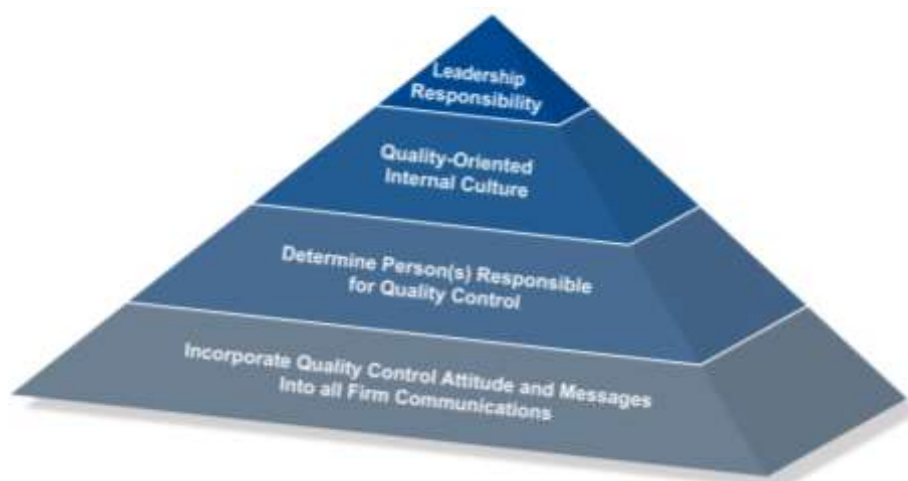 Leadership
Responsibility
Quality-Oriented
Internal Culture
Determine Person(s) Responsible
for Quality Control
Incorporate Quality Control Attitude and Messages
Into all Firm Communications